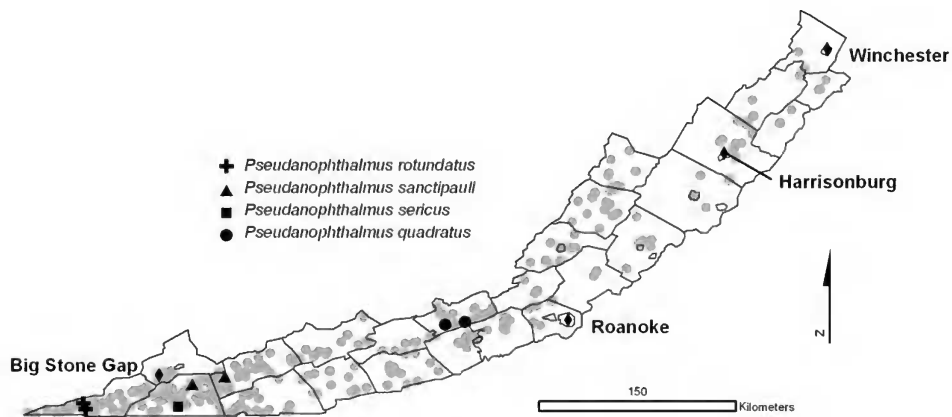 Winchester
Pseudanophthalmus rotundatus
Pseudanophthalmus sanctipauli
Pseudanophthalmus sericus
Pseudanophthalmus quadratus
Harrisonburg
Roanoke
N
Big Stone Gap
150
Kilometers